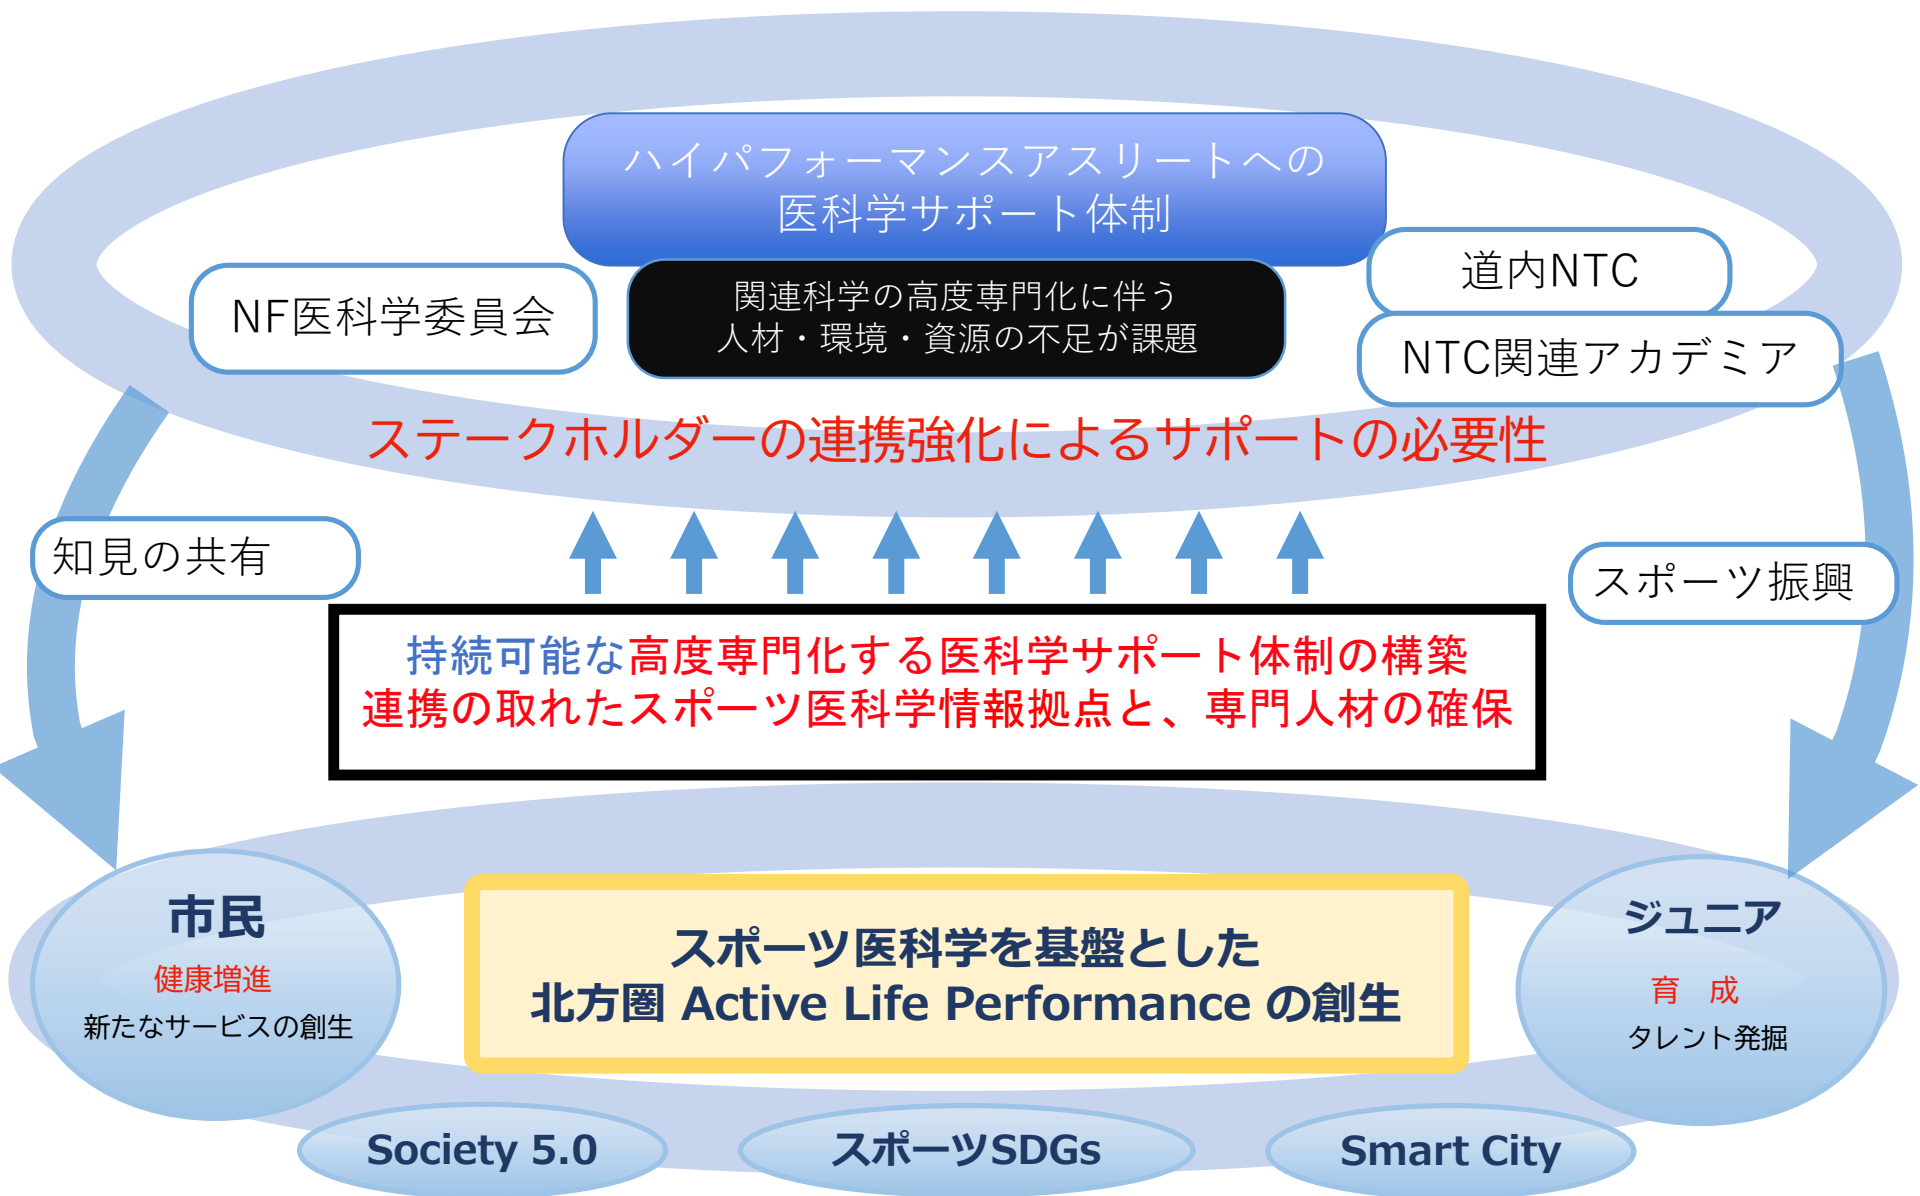 ハイパフォーマンスアスリートへの
医科学サポート体制
NF医科学委員会
関連科学の高度専門化に伴う
人材・環境・資源の不足が課題
道内NTC
NTC関連アカデミア
ステークホルダーの連携強化によるサポートの必要性
知見の共有
スポーツ振興
持続可能な高度専門化する医科学サポート体制の構築
連携の取れたスポーツ医科学情報拠点と、専門人材の確保
市民
健康増進
新たなサービスの創生
スポーツ医科学を基盤とした
北方圏 Active Life Performance の創生
ジュニア
育　成
タレント発掘
Society 5.0
スポーツSDGs
Smart City